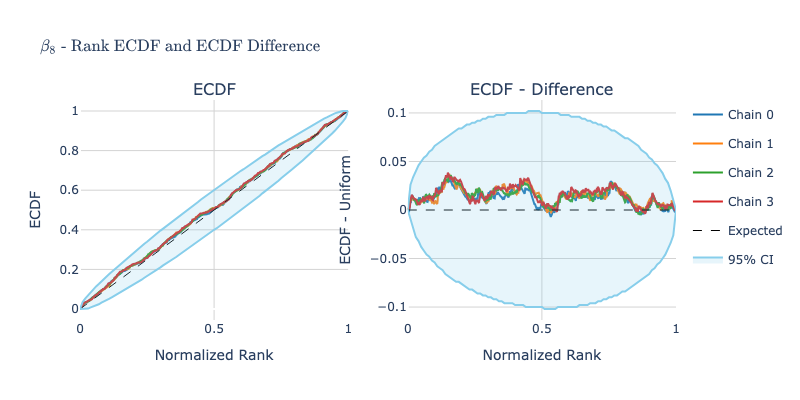 β₈ - Rank ECDF and ECDF Difference
ECDF
ECDF - Difference
ECDF
1
0.8
0.6
0.4
0.2
0
0
0.5
1
Normalized Rank
ECDF - Uniform
0.1
0.05
0
−0.05
−0.1
0
0.5
1
Normalized Rank
Chain 0
Chain 1
Chain 2
Chain 3
Expected
95% CI